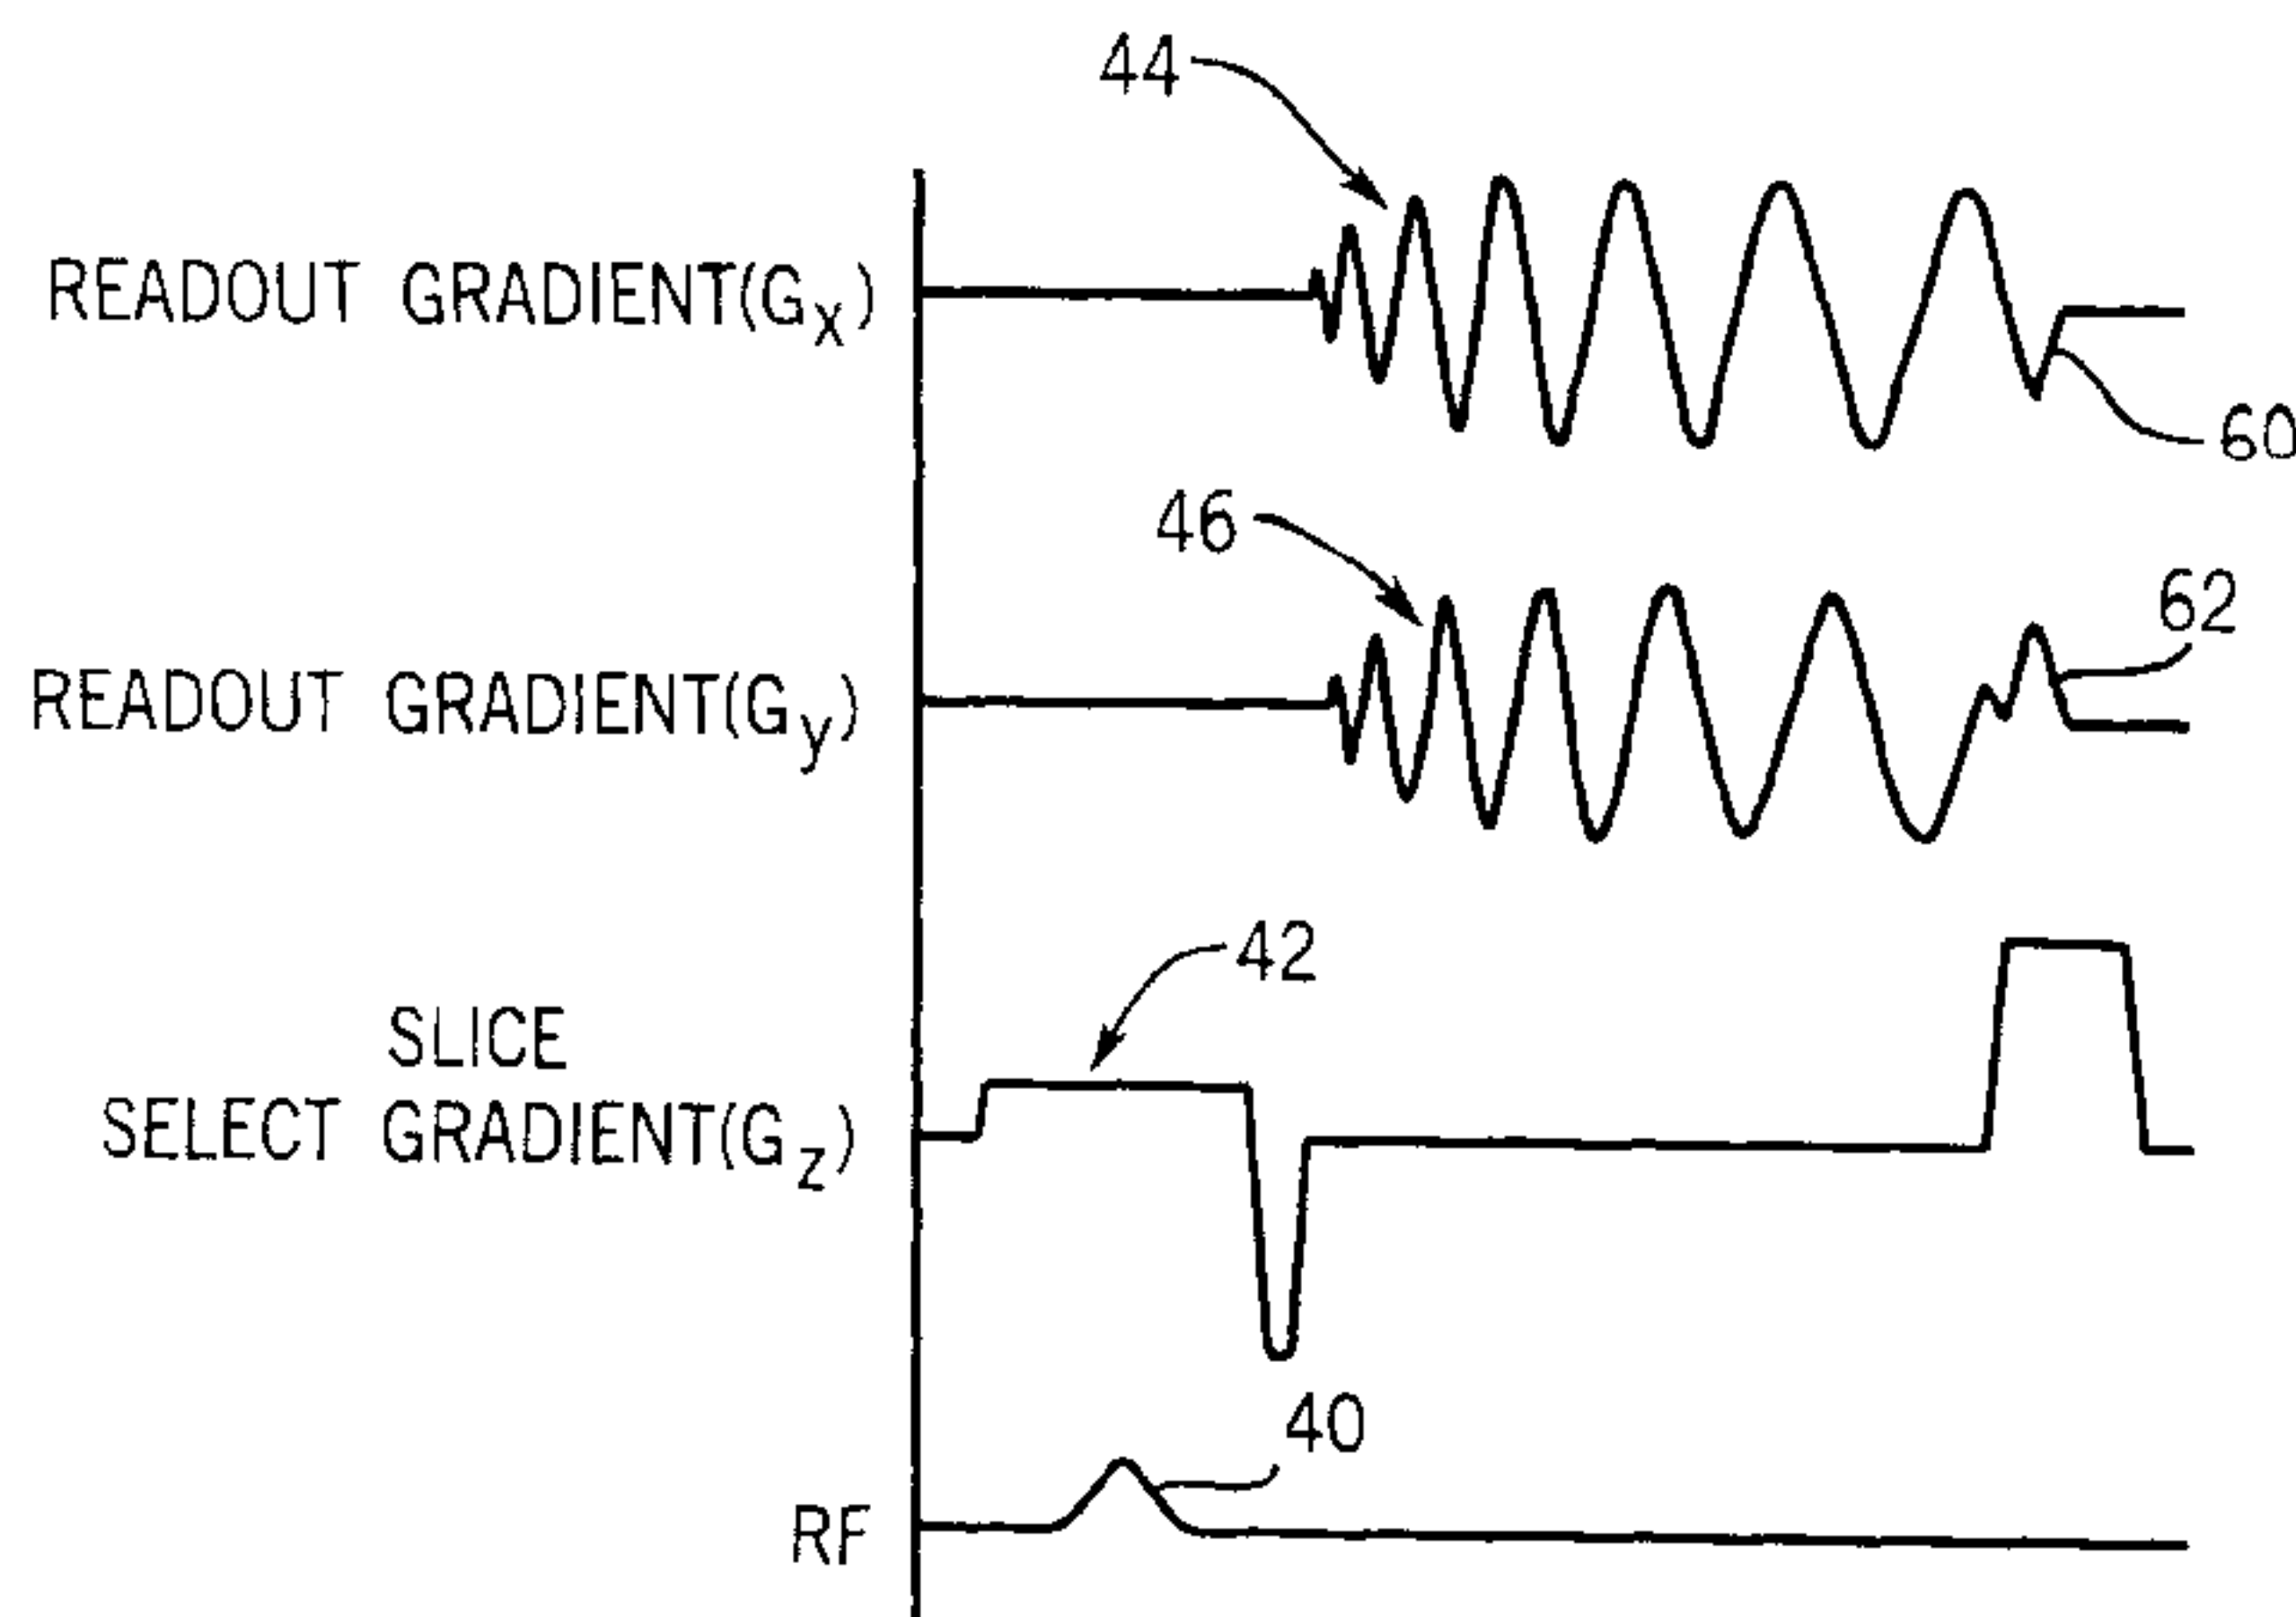 44
READOUT GRADIENT(Gx)
60
46
62
READOUT GRADIENT(Gy)
42
SLICE
SELECT GRADIENT(Gz)
40
RF